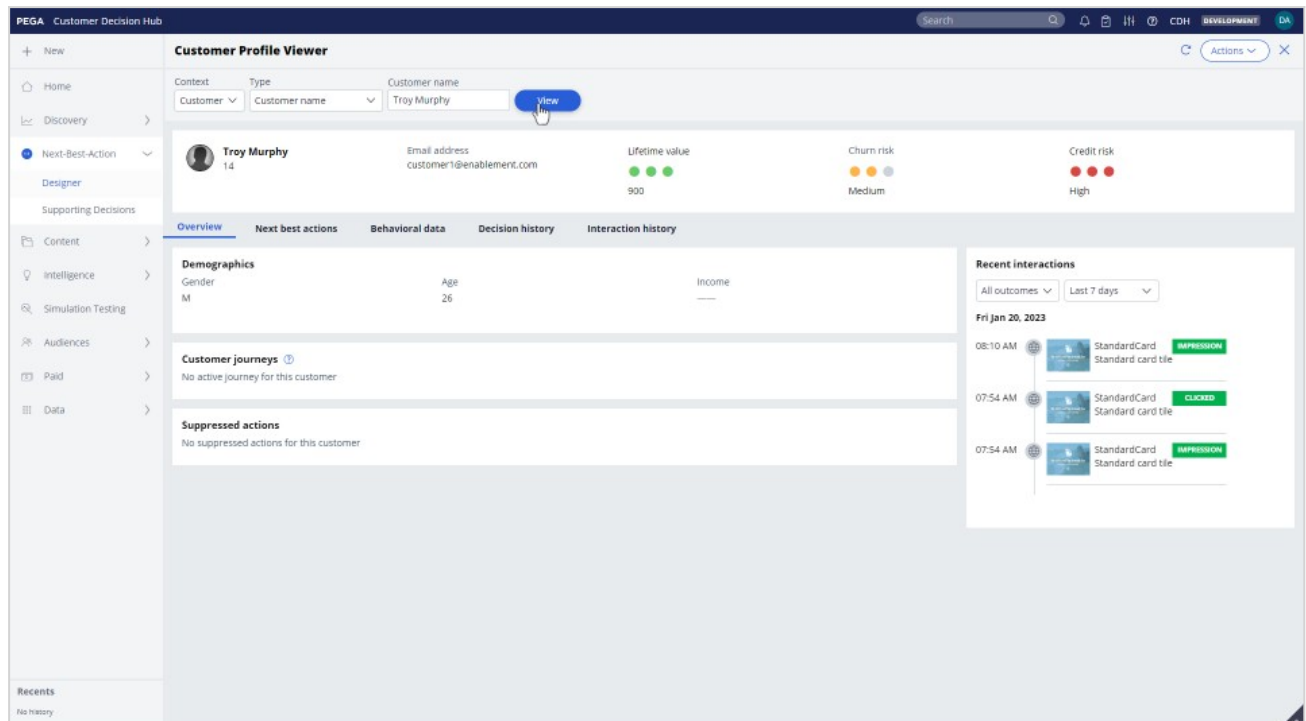 PEGA Customer Decision Hub
Search
CDH DEVELOPMENT DA
New
Home
Discovery
Next-Best-Action
Designer
Supporting Decisions
Content
Intelligence
Simulation Testing
Audiences
Paid
Data
Recents
No history
Customer Profile Viewer
Actions
Context Type Customer name
Customer Customer name Troy Murphy View
Troy Murphy
14
Email address
customer1@enablement.com
Lifetime value
900
Churn risk
Medium
Credit risk
High
Overview Next best actions Behavioral data Decision history Interaction history
Demographics
Gender Age Income
M 26 ——
Customer journeys
No active journey for this customer
Suppressed actions
No suppressed actions for this customer
Recent interactions
All outcomes Last 7 days
Fri Jan 20, 2023
08:10 AM StandardCard IMPRESSION
Standard card tile
07:54 AM StandardCard CLICKED
Standard card tile
07:54 AM StandardCard IMPRESSION
Standard card tile